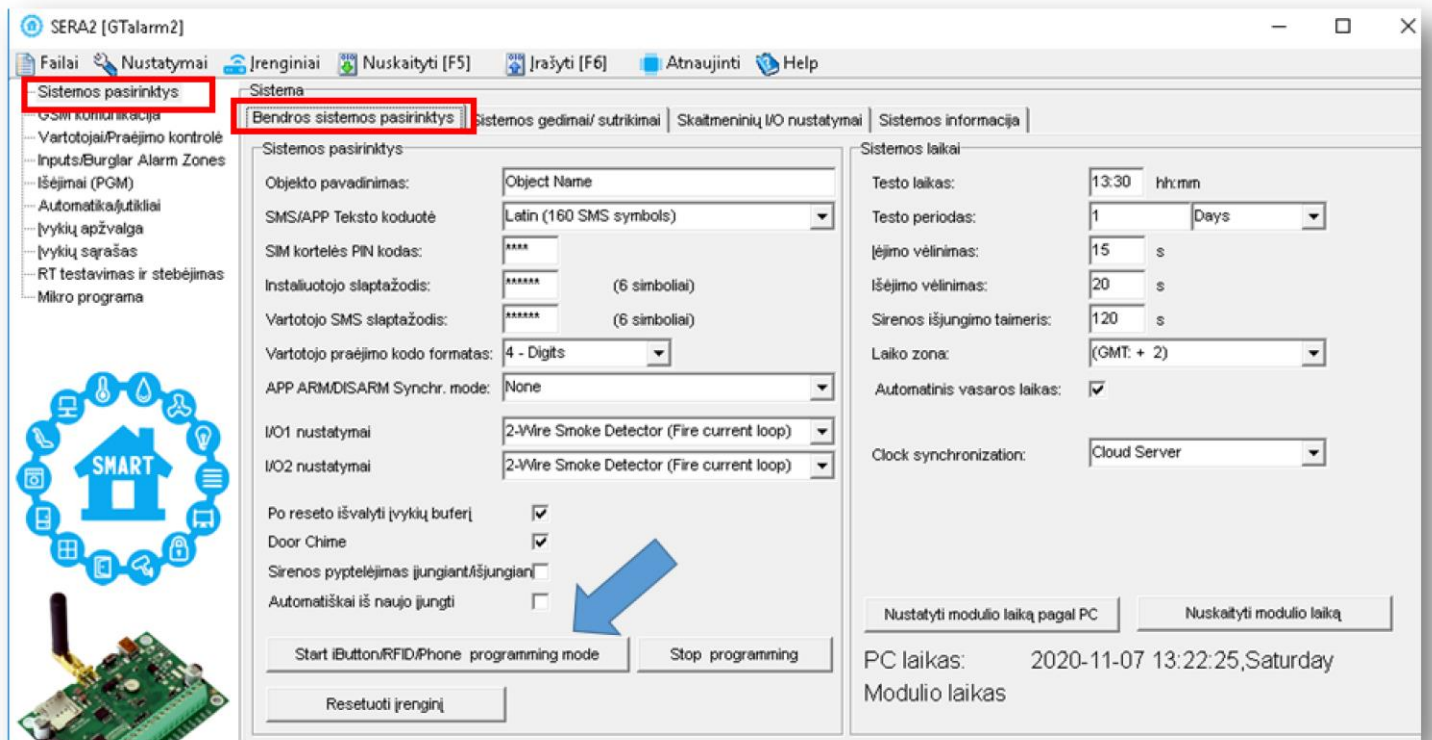 SERA2 [GTalarm2]
Failai Nustatymai Įrenginiai Nuskaityti [F5] Įrašyti [F6] Atnaujinti Help
Sistemos pasirinktys
GSM komunikacija
Vartotojai/Praėjimo kontrolė
Inputs/Burglar Alarm Zones
Išėjimai (PGM)
Automatika/jutikliai
Įvykių apžvalga
Įvykių sąrašas
RT testavimas ir stebėjimas
Mikro programa
SMART
Sistema
Bendros sistemos pasirinktys Sistemos gedimai/ sutrikimai Skaitmeninių I/O nustatymai Sistemos informacija
Sistemos pasirinktys
Objekto pavadinimas: Object Name
SMS/APP Teksto koduotė Latin (160 SMS symbols)
SIM kortelės PIN kodas: ****
Instaliuotojo slaptažodis: ****** (6 simboliai)
Vartotojo SMS slaptažodis: ****** (6 simboliai)
Vartotojo praėjimo kodo formatas: 4 - Digits
APP ARM/DISARM Synchr. mode: None
I/O1 nustatymai 2-Wire Smoke Detector (Fire current loop)
I/O2 nustatymai 2-Wire Smoke Detector (Fire current loop)
Po reseto išvalyti įvykių buferį
Door Chime
Sirenos pyptelėjimas įjungiant/išjungian
Automatiškai iš naujo įjungti
Start iButton/RFID/Phone programming mode Stop programming
Resetuoti įrenginį
Sistemos laikai
Testo laikas: 13:30 hh:mm
Testo periodas: 1 Days
Įėjimo vėlinimas: 15 s
Išėjimo vėlinimas: 20 s
Sirenos išjungimo taimeris: 120 s
Laiko zona: (GMT: + 2)
Automatinis vasaros laikas:
Clock synchronization: Cloud Server
Nustatyti modulio laiką pagal PC Nuskaityti modulio laiką
PC laikas: 2020-11-07 13:22:25,Saturday
Modulio laikas